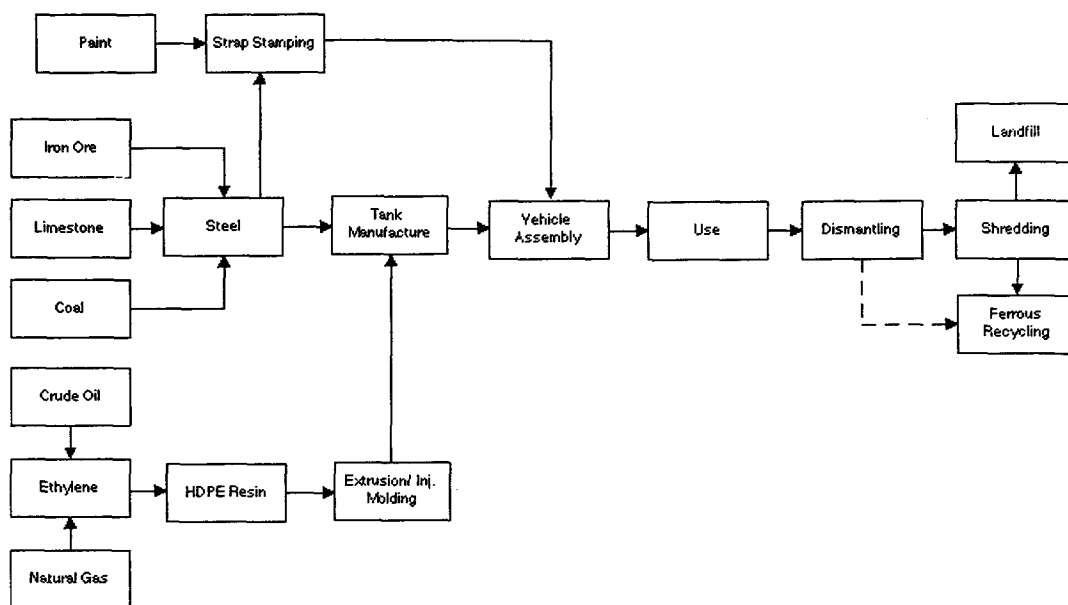 Paint
Strap Stamping
Iron Ore
Landfill
Limestone
Steel
Tank
Manufacture
Vehicle
Assembly
Use
Dismantling
Shredding
Coal
Ferrous
Recycling
Crude Oil
Ethylene
HDPE Resin
Extrusion/ Inj.
Molding
Natural Gas